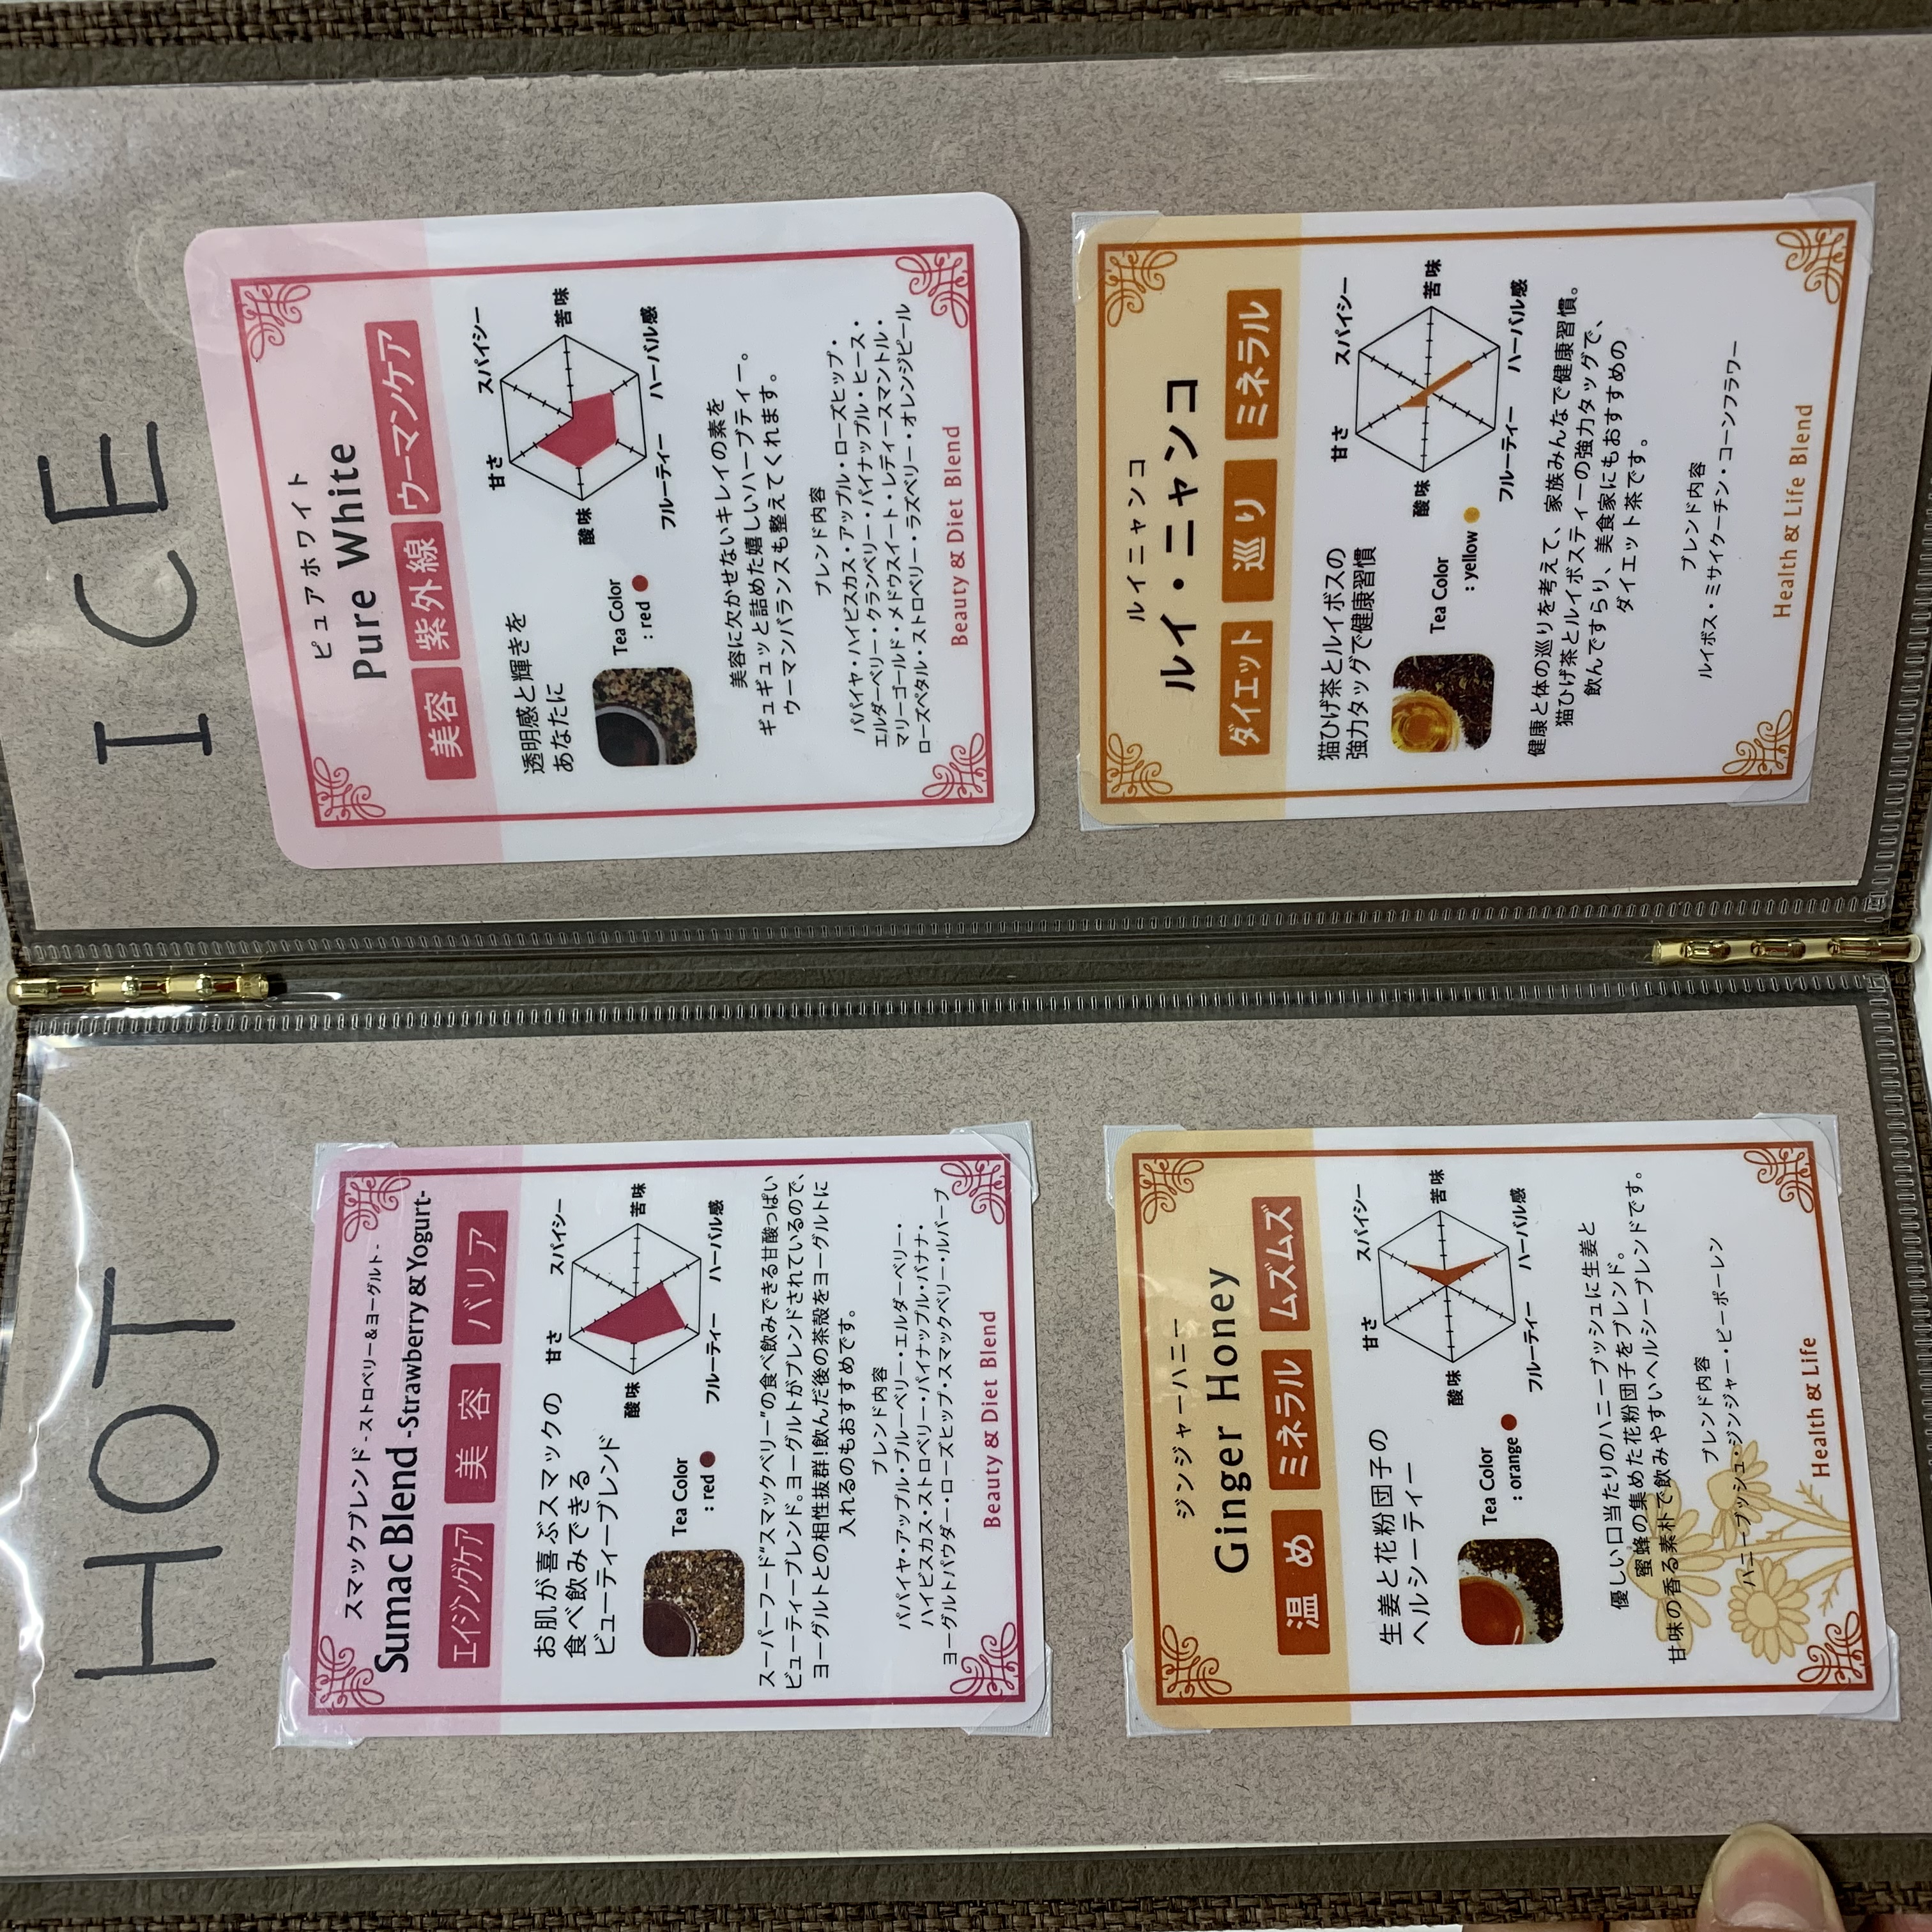 HOT
スマックブレンド -ストロベリー&ヨーグルト-
Sumac Blend -Strawberry & Yogurt-
エイジングケア 美容 バリア
お肌が喜ぶスマックの
食べ飲みできる
ビューティーブレンド
Tea Color
: red
スパイシー
苦味
ハーバル感
フルーティー
酸味
甘さ
スーパーフード"スマックベリー"の食べ飲みできる甘酸っぱい
ビューティーブレンド。ヨーグルトがブレンドされているので、
ヨーグルトとの相性抜群!飲んだ後の茶殻をヨーグルトに
入れるのもおすすめです。
ブレンド内容
パパイヤ・アップル・ブルーベリー・エルダーベリー・
ハイビスカス・ストロベリー・パイナップル・バナナ・
ヨーグルトパウダー・ローズヒップ・スマックベリー・ルバーブ
Beauty & Diet Blend
ジンジャーハニー
Ginger Honey
温め ミネラル ムズムズ
生姜と花粉団子の
ヘルシーティー
Tea Color
: orange
スパイシー
苦味
ハーバル感
フルーティー
酸味
甘さ
優しい口当たりのハニーブッシュに生姜と
蜜蜂の集めた花粉団子をブレンド。
甘味の香る素朴で飲みやすいヘルシーブレンドです。
ブレンド内容
ハニーブッシュ・ジンジャー・ビーポーレン
Health & Life
ICE
ピュアホワイト
Pure White
美容 紫外線 ウーマンケア
透明感と輝きを
あなたに
Tea Color
: red
スパイシー
苦味
ハーバル感
フルーティー
酸味
甘さ
美容に欠かせないキレイの素を
ギュギュッと詰めた嬉しいハーブティー。
ウーマンバランスも整えてくれます。
ブレンド内容
パパイヤ・ハイビスカス・アップル・ローズヒップ・
エルダーベリー・クランベリー・パイナップル・ヒース・
マリーゴールド・メドウスイート・レディースマントル・
ローズペタル・ストロベリー・ラズベリー・オレンジピール
Beauty & Diet Blend
ルイニャンコ
ルイ・ニャンコ
ダイエット 巡り ミネラル
猫ひげ茶とルイボスの
強力タッグで健康習慣
Tea Color
: yellow
スパイシー
苦味
ハーバル感
フルーティー
酸味
甘さ
健康と体の巡りを考えて、家族みんなで健康習慣。
猫ひげ茶とルイボスティーの強力タッグで、
飲んですらり、美食家にもおすすめの
ダイエット茶です。
ブレンド内容
ルイボス・ミサイクーチン・コーンフラワー
Health & Life Blend